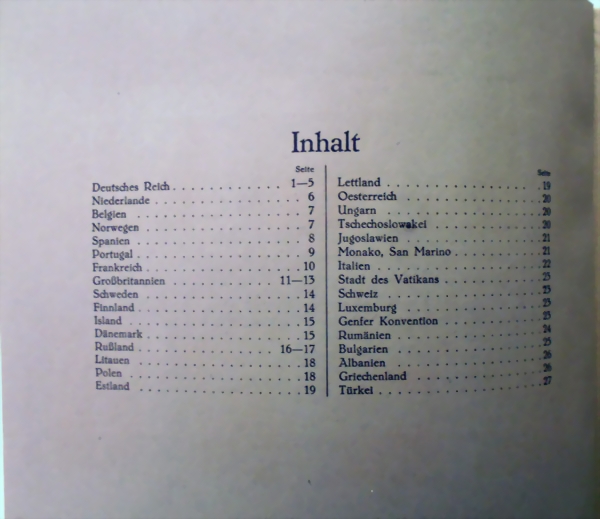 Inhalt
Seite
Deutsches Reich . . . . . . . . . . . . 1—5
Niederlande . . . . . . . . . . . . . . 6
Belgien . . . . . . . . . . . . . . . . 7
Norwegen . . . . . . . . . . . . . . . 7
Spanien . . . . . . . . . . . . . . . . 8
Portugal . . . . . . . . . . . . . . . 9
Frankreich . . . . . . . . . . . . . . 10
Großbritannien . . . . . . . . . . . . 11—13
Schweden . . . . . . . . . . . . . . . 14
Finnland . . . . . . . . . . . . . . . 14
Island . . . . . . . . . . . . . . . . 15
Dänemark . . . . . . . . . . . . . . . 15
Rußland . . . . . . . . . . . . . . . 16—17
Litauen . . . . . . . . . . . . . . . . 18
Polen . . . . . . . . . . . . . . . . . 18
Estland . . . . . . . . . . . . . . . . 19
Seite
Lettland . . . . . . . . . . . . . . . 19
Oesterreich . . . . . . . . . . . . . . 20
Ungarn . . . . . . . . . . . . . . . . 20
Tschechoslowakei . . . . . . . . . . . 20
Jugoslawien . . . . . . . . . . . . . . 21
Monako, San Marino . . . . . . . . . . 21
Italien . . . . . . . . . . . . . . . . 22
Stadt des Vatikans . . . . . . . . . . 23
Schweiz . . . . . . . . . . . . . . . . 23
Luxemburg . . . . . . . . . . . . . . . 23
Genfer Konvention . . . . . . . . . . . 23
Rumänien . . . . . . . . . . . . . . . 24
Bulgarien . . . . . . . . . . . . . . . 25
Albanien . . . . . . . . . . . . . . . 26
Griechenland . . . . . . . . . . . . . 26
Türkei . . . . . . . . . . . . . . . . 27